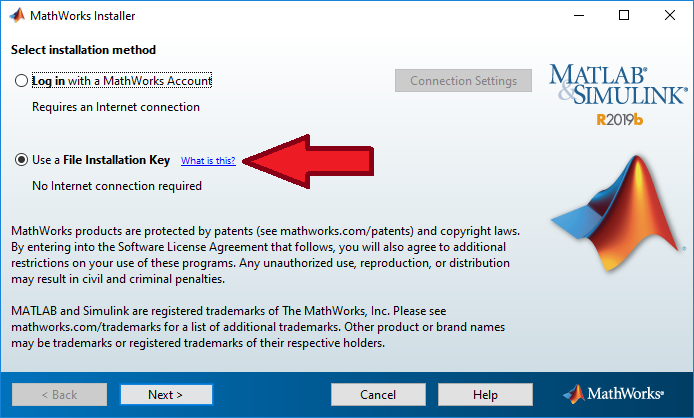 MathWorks Installer
Select installation method
Log in with a MathWorks Account
Connection Settings
Requires an Internet connection
MATLAB®
&SIMULINK®
R2019b
Use a File Installation Key What is this?
No Internet connection required
MathWorks products are protected by patents (see mathworks.com/patents) and copyright laws.
By entering into the Software License Agreement that follows, you will also agree to additional
restrictions on your use of these programs. Any unauthorized use, reproduction, or distribution
may result in civil and criminal penalties.
MATLAB and Simulink are registered trademarks of The MathWorks, Inc. Please see
mathworks.com/trademarks for a list of additional trademarks. Other product or brand names
may be trademarks or registered trademarks of their respective holders.
< Back Next > Cancel Help MathWorks®